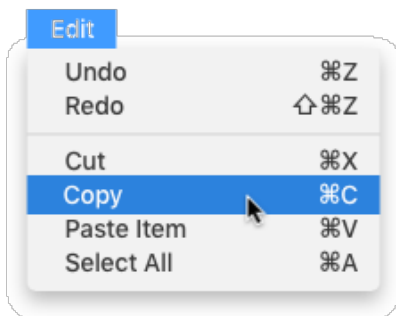 Edit
Undo ⌘Z
Redo ⇧⌘Z
Cut ⌘X
Copy ⌘C
Paste Item ⌘V
Select All ⌘A